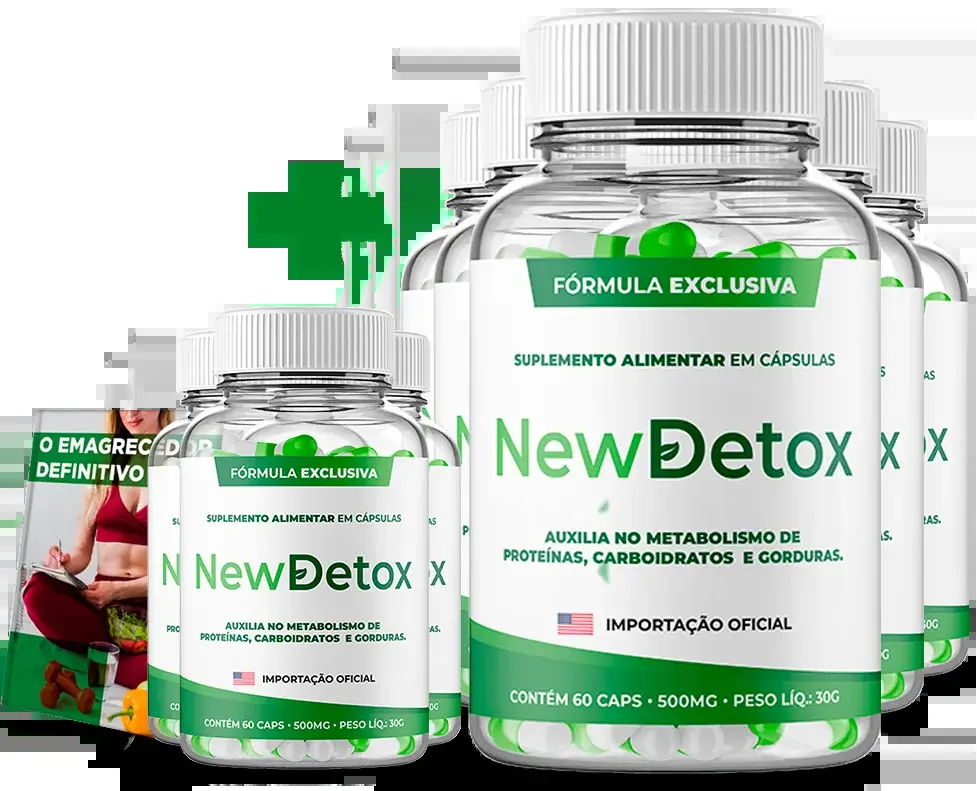 FÓRMULA EXCLUSIVA
SUPLEMENTO ALIMENTAR EM CÁPSULAS
NewDetox
AUXILIA NO METABOLISMO DE
PROTEÍNAS, CARBOIDRATOS E GORDURAS.
IMPORTAÇÃO OFICIAL
CONTÉM 60 CAPS • 500MG • PESO LÍQ.: 30G
O EMAGRECEDOR
DEFINITIVO
FÓRMULA EXCLUSIVA
SUPLEMENTO ALIMENTAR EM CÁPSULAS
NewDetox
AUXILIA NO METABOLISMO DE
PROTEÍNAS, CARBOIDRATOS E GORDURAS.
IMPORTAÇÃO OFICIAL
CONTÉM 60 CAPS • 500MG • PESO LÍQ.: 30G